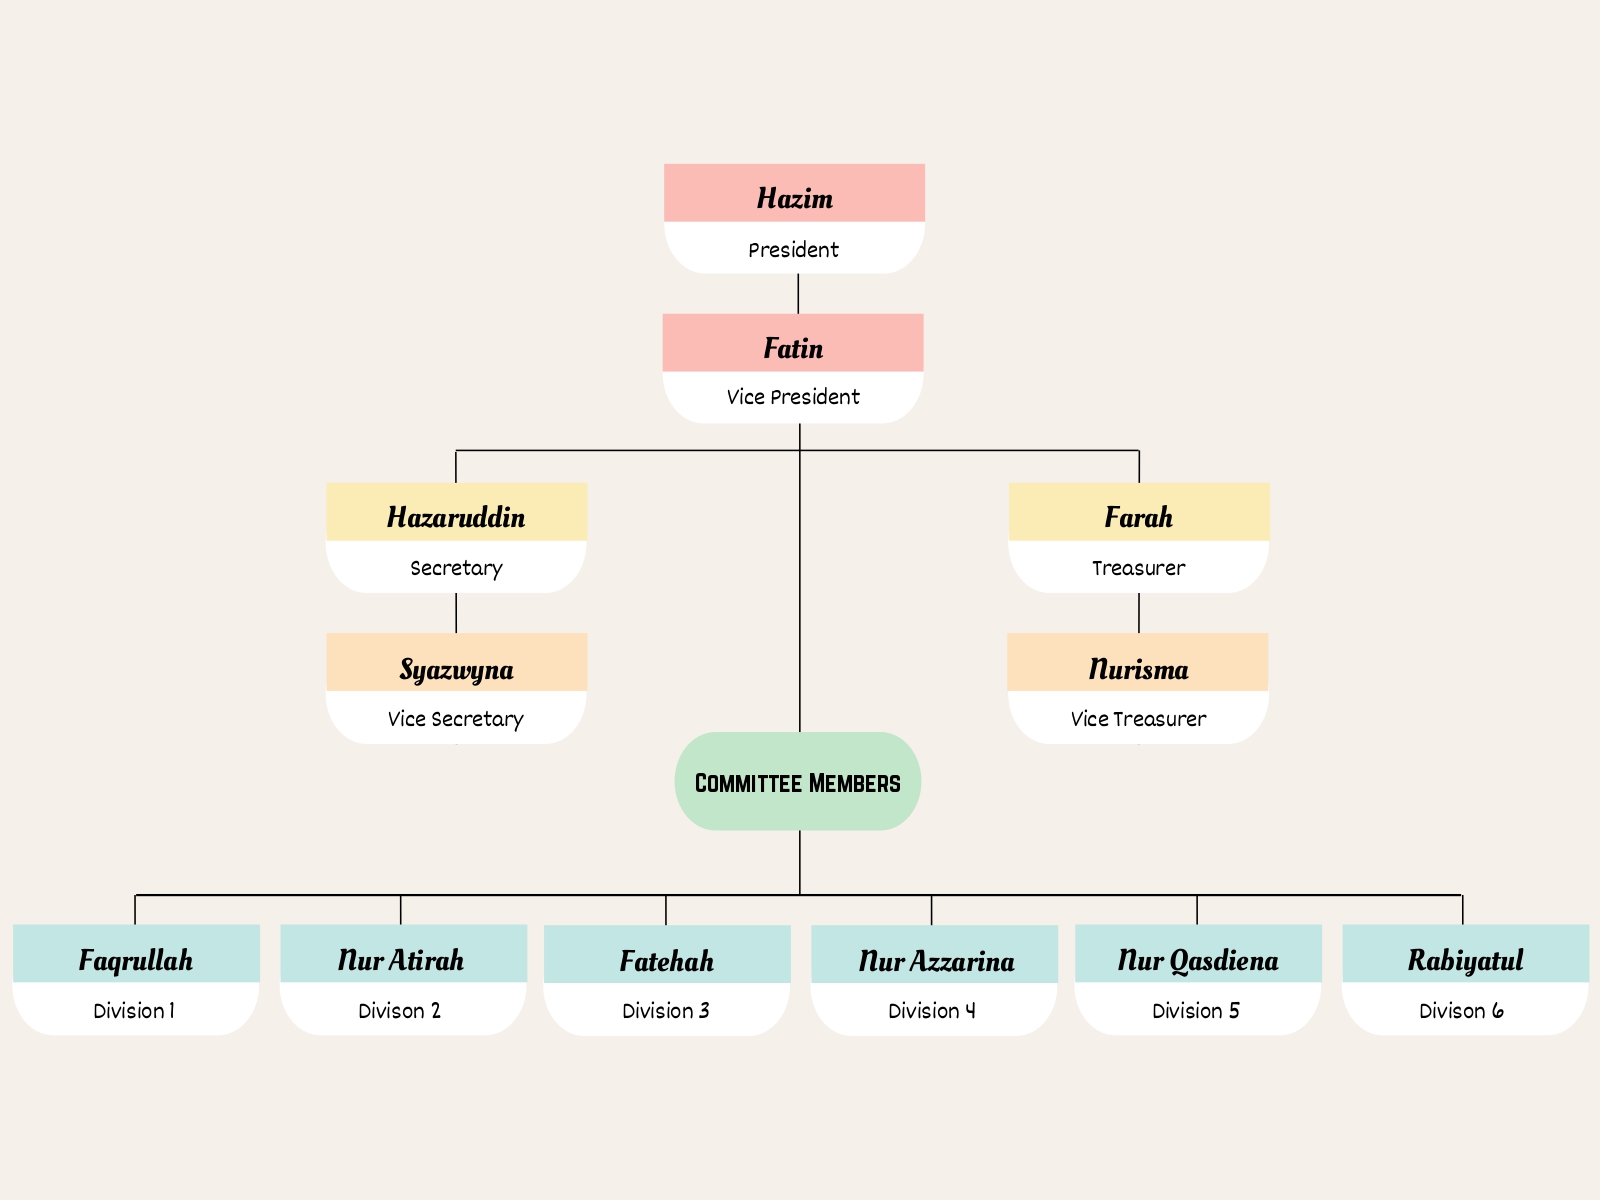 Hazim
President
Fatin
Vice President
Hazaruddin
Secretary
Farah
Treasurer
Syazwyna
Vice Secretary
Nurisma
Vice Treasurer
Committee Members
Faqrullah
Division 1
Nur Atirah
Divison 2
Fatehah
Division 3
Nur Azzarina
Division 4
Nur Qasdiena
Division 5
Rabiyatul
Divison 6